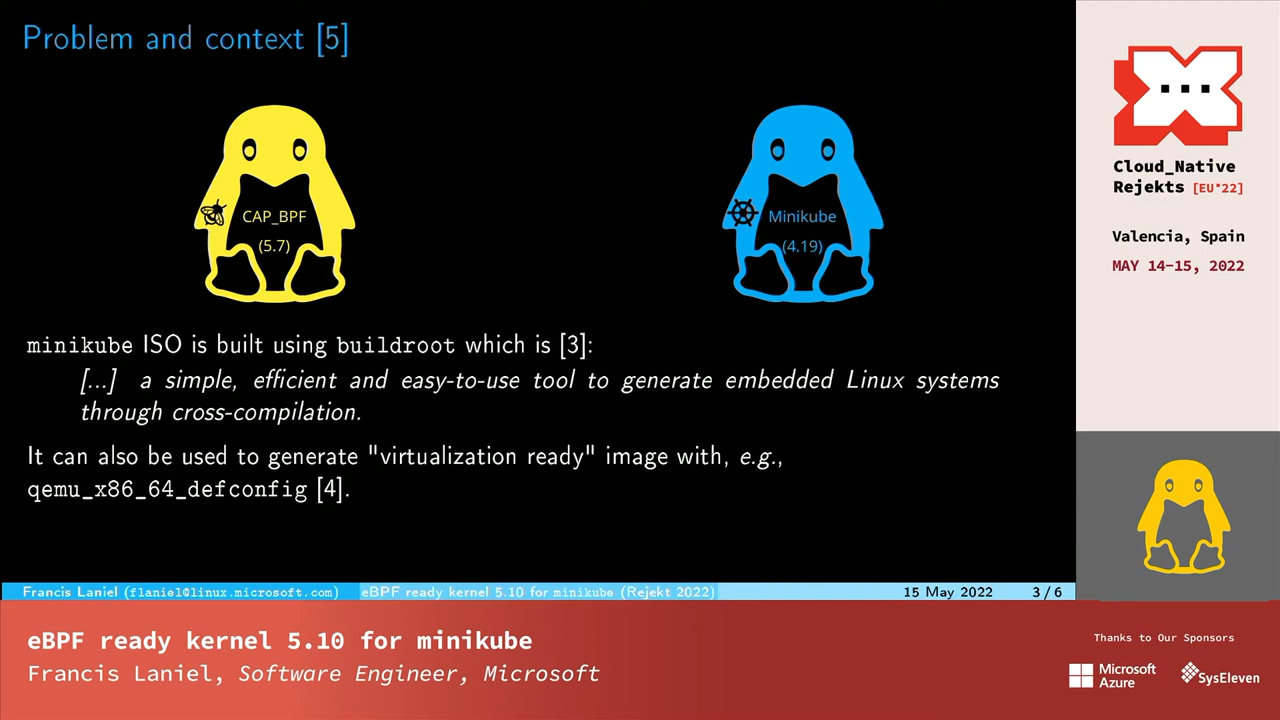 Problem and context [5]
CAP_BPF
(5.7)
Minikube
(4.19)
minikube ISO is built using buildroot which is [3]:
[...] a simple, efficient and easy-to-use tool to generate embedded Linux systems
through cross-compilation.
It can also be used to generate "virtualization ready" image with, e.g.,
qemu_x86_64_defconfig [4].
Francis Laniel (flaniel@linux.microsoft.com)
eBPF ready kernel 5.10 for minikube (Rejekt 2022)
15 May 2022
3 / 6
Cloud_Native
Rejekts [EU"22]
Valencia, Spain
MAY 14-15, 2022
eBPF ready kernel 5.10 for minikube
Francis Laniel, Software Engineer, Microsoft
Thanks to Our Sponsors
Microsoft
Azure
SysEleven